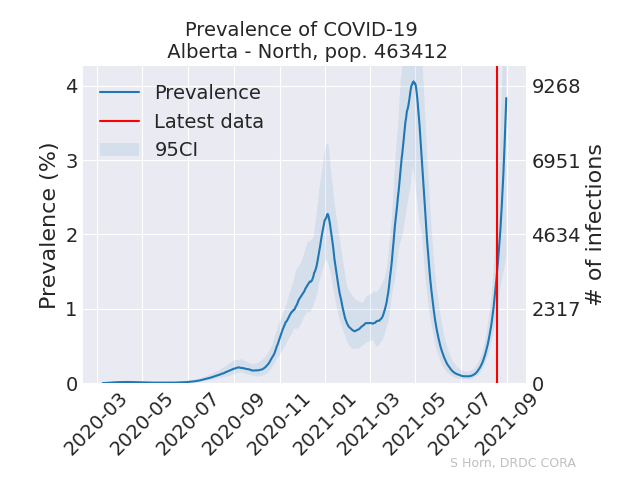 Prevalence of COVID-19
Alberta - North, pop. 463412
Prevalence
Latest data
95CI
Prevalence (%)
4
3
2
1
0
9268
6951
4634
2317
0
# of infections
2020-03
2020-05
2020-07
2020-09
2020-11
2021-01
2021-03
2021-05
2021-07
2021-09
S Horn, DRDC CORA